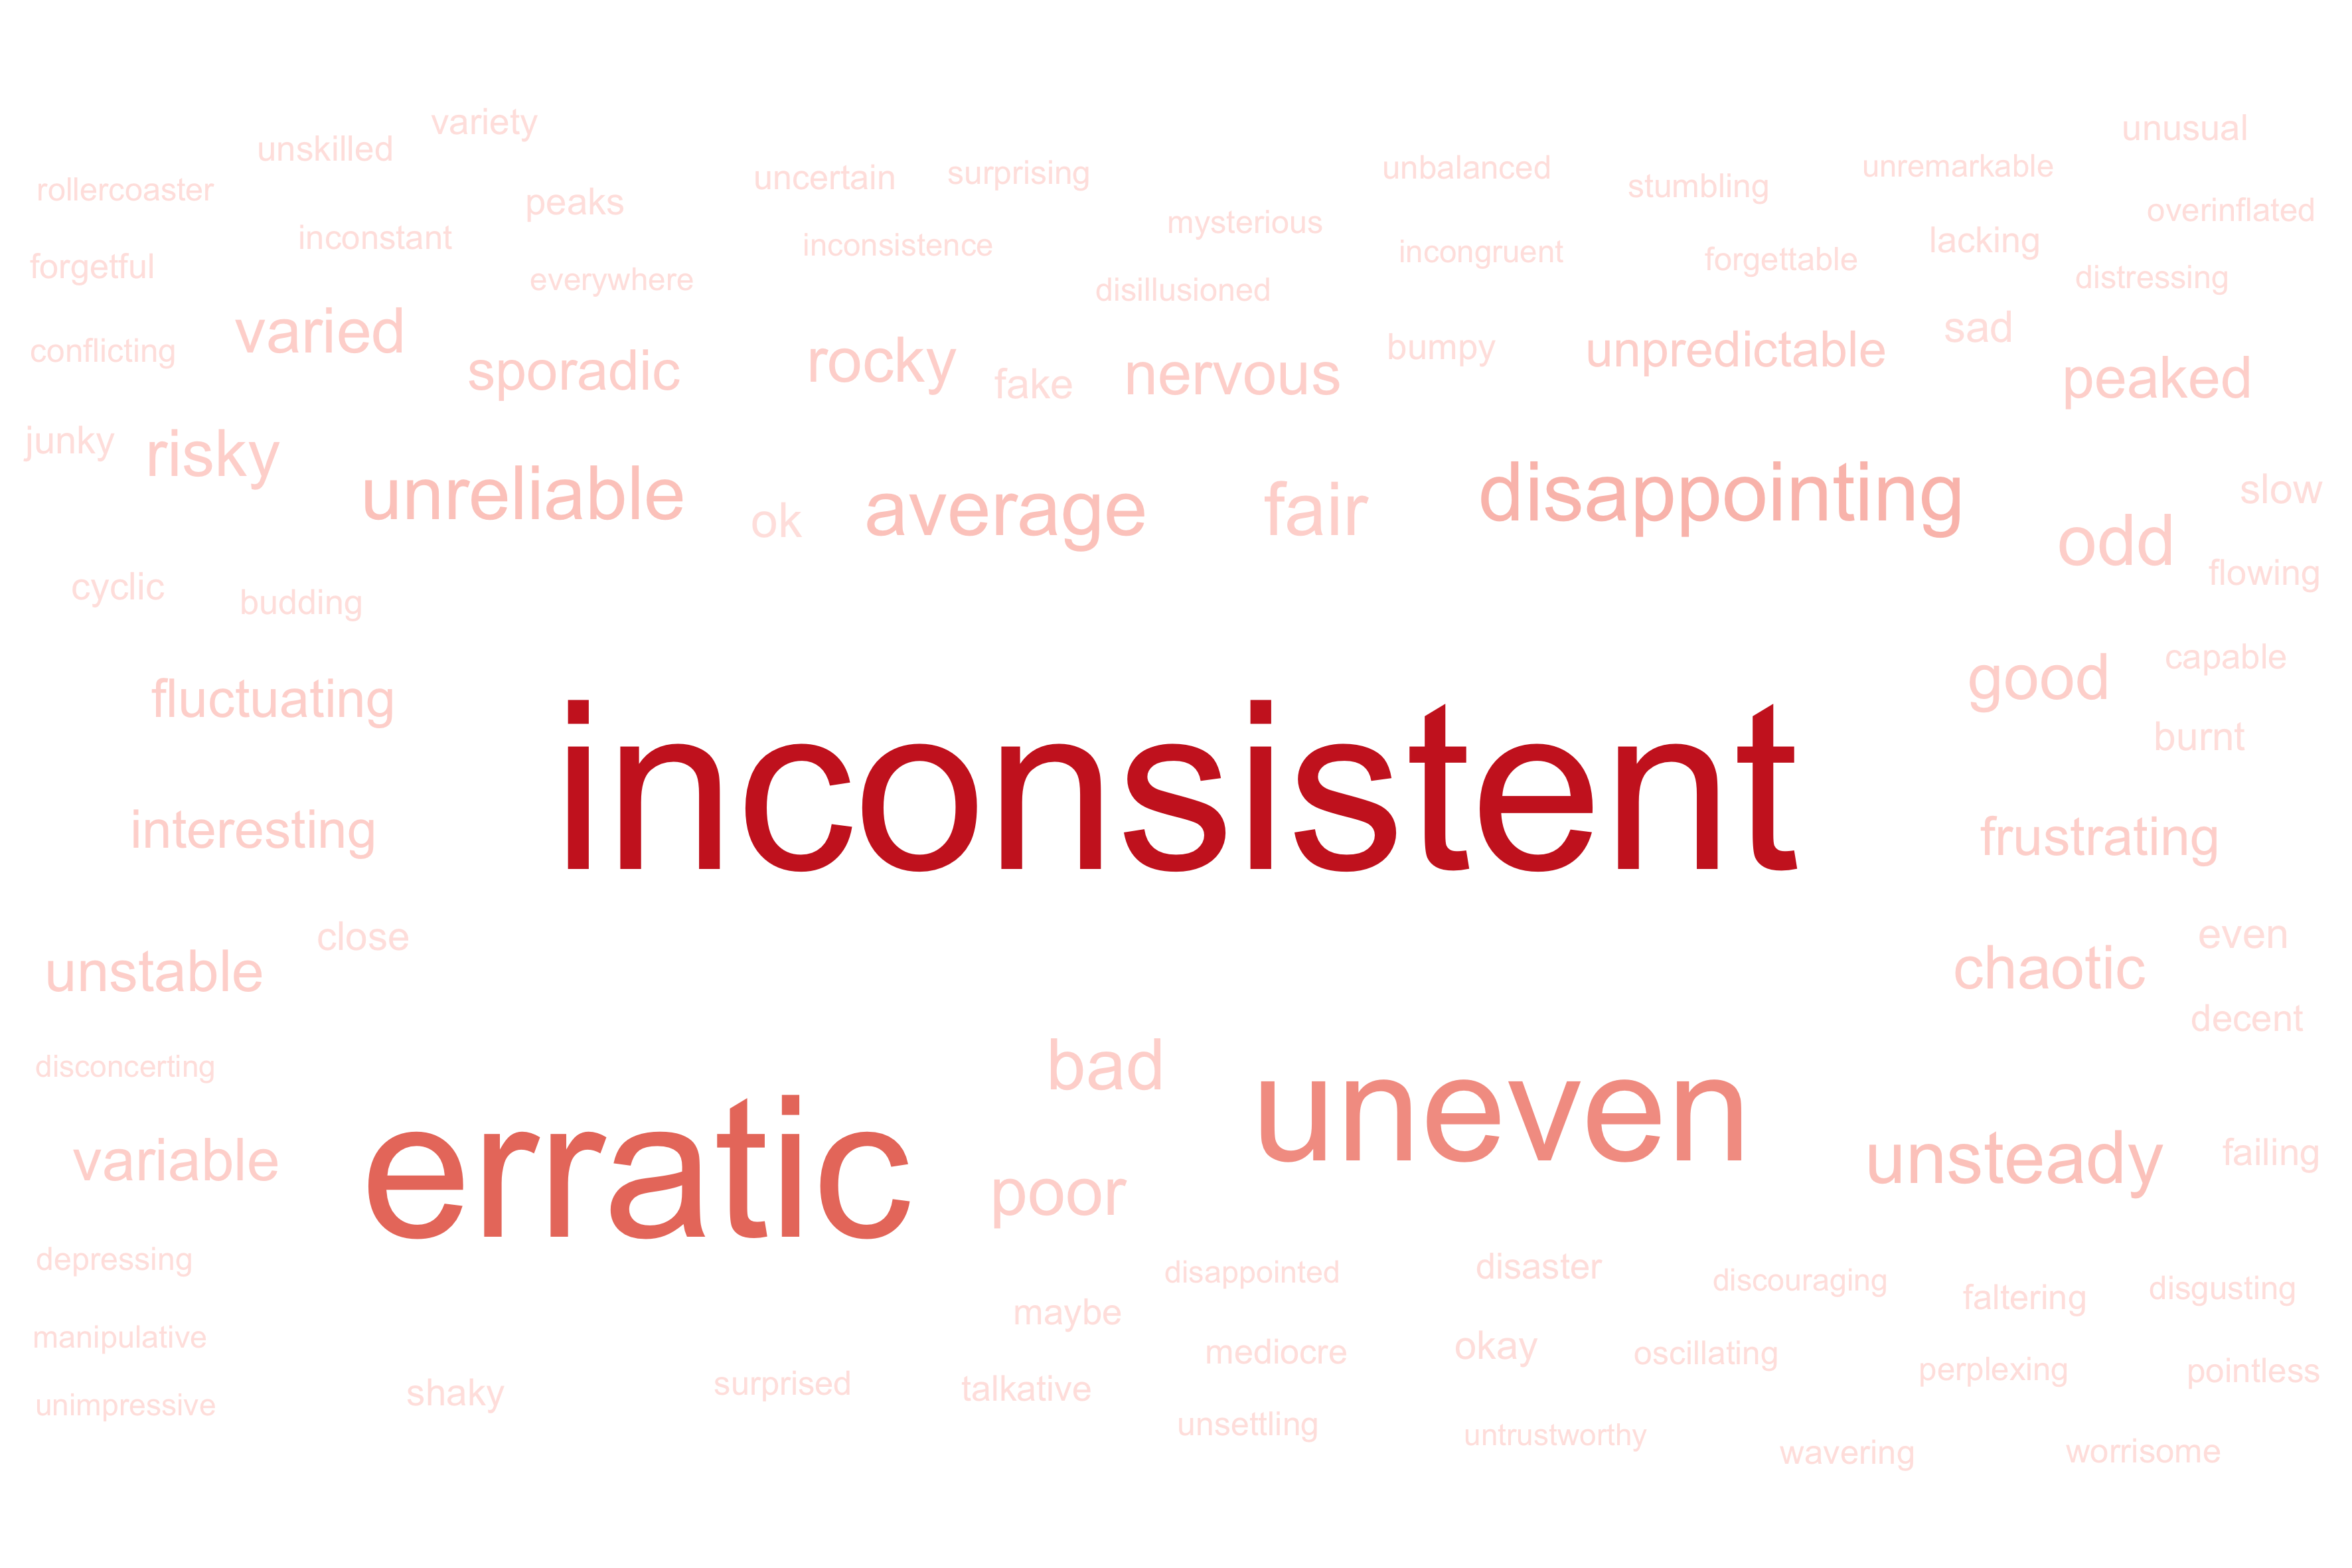 variety
unusual
unskilled
unbalanced
unremarkable
surprising
uncertain
stumbling
rollercoaster
peaks
overinflated
mysterious
inconstant
lacking
inconsistence
incongruent
forgettable
forgetful
everywhere
distressing
disillusioned
sad
varied
bumpy
unpredictable
conflicting
rocky
sporadic
nervous
peaked
fake
junky
risky
slow
disappointing
unreliable
average
fair
ok
odd
flowing
cyclic
budding
capable
good
fluctuating
burnt
inconsistent
interesting
frustrating
even
close
chaotic
unstable
decent
bad
disconcerting
uneven
failing
unsteady
variable
erratic
poor
depressing
disaster
disappointed
discouraging
disgusting
faltering
maybe
manipulative
okay
mediocre
oscillating
perplexing
pointless
surprised
talkative
shaky
unimpressive
unsettling
untrustworthy
worrisome
wavering